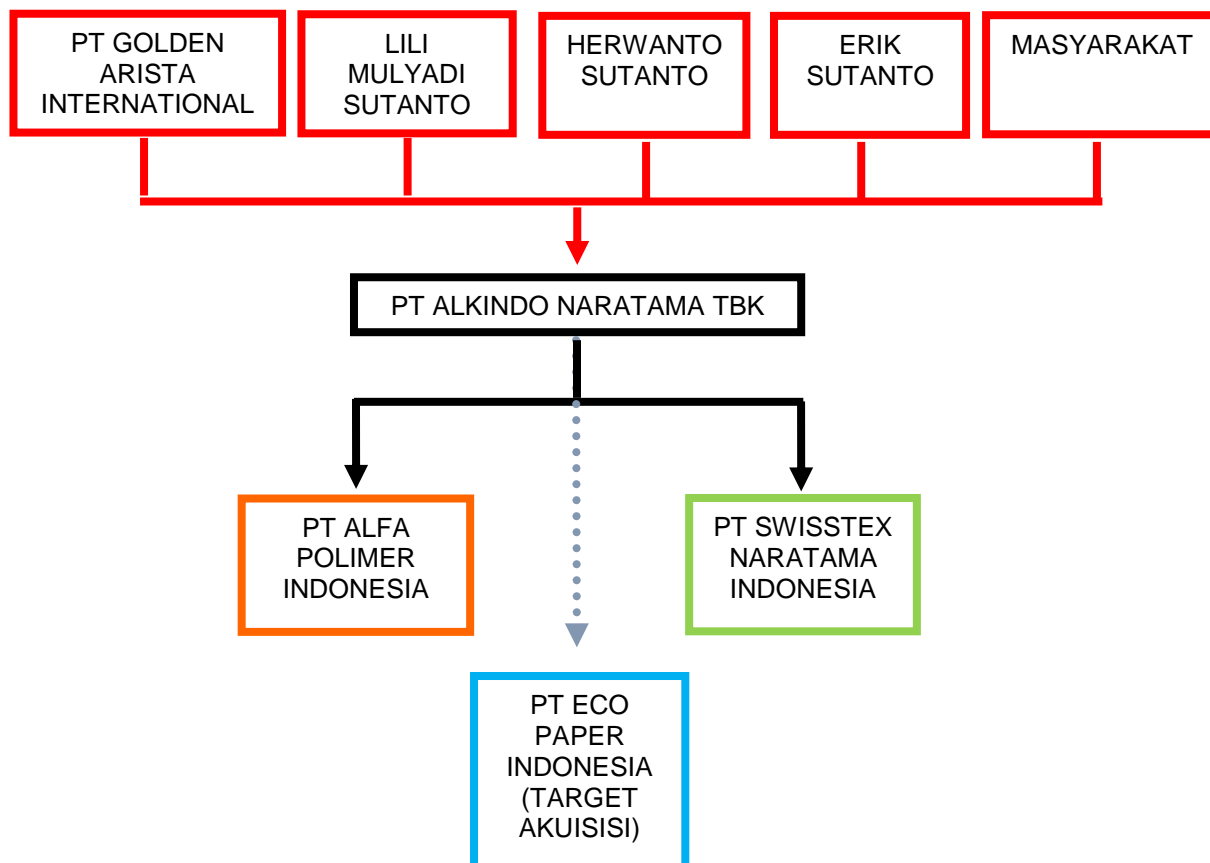 PT GOLDEN
ARISTA
INTERNATIONAL
LILI
MULYADI
SUTANTO
HERWANTO
SUTANTO
ERIK
SUTANTO
MASYARAKAT
PT ALKINDO NARATAMA TBK
PT ALFA
POLIMER
INDONESIA
PT SWISSTEX
NARATAMA
INDONESIA
PT ECO
PAPER
INDONESIA
(TARGET
AKUISISI)